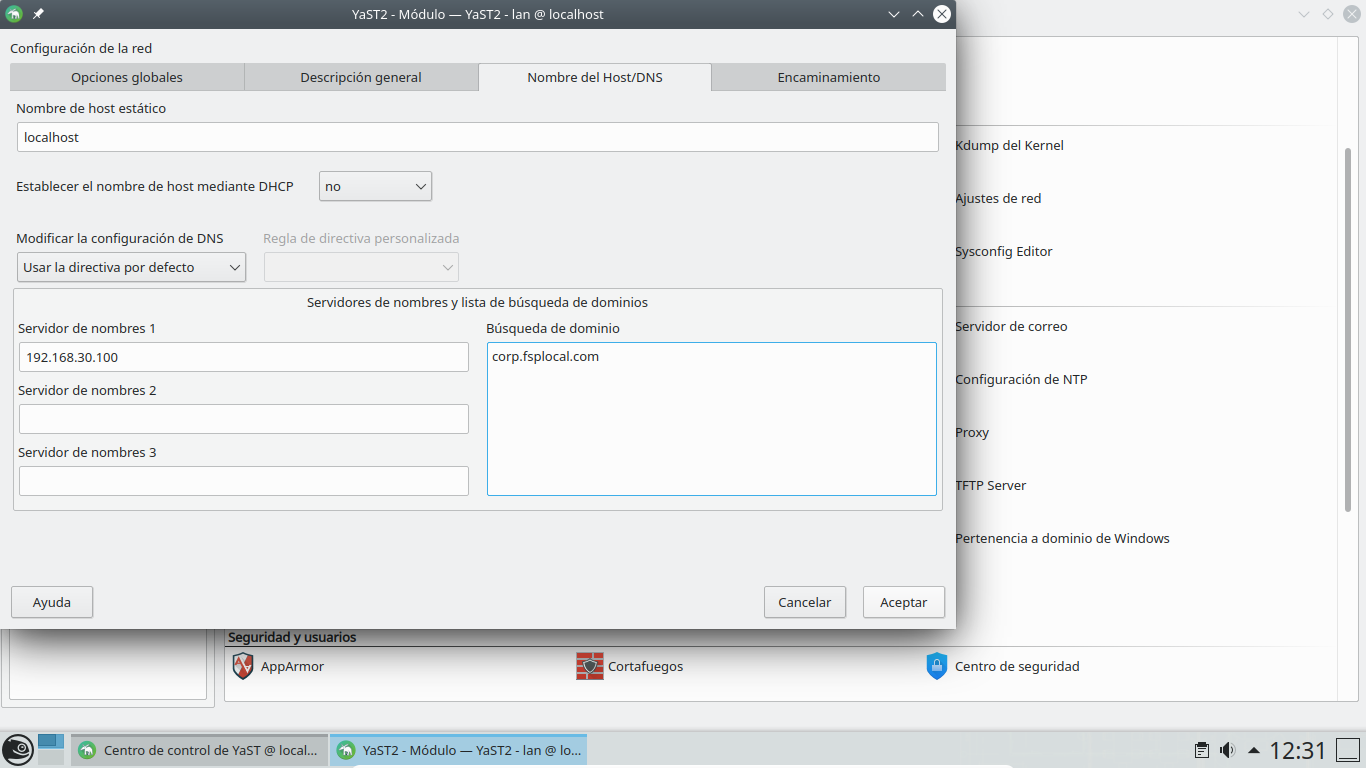 YaST2 - Módulo — YaST2 - lan @ localhost
Configuración de la red
Opciones globales
Descripción general
Nombre del Host/DNS
Encaminamiento
Nombre de host estático
localhost
Establecer el nombre de host mediante DHCP
no
Modificar la configuración de DNS
Regla de directiva personalizada
Usar la directiva por defecto
Servidores de nombres y lista de búsqueda de dominios
Servidor de nombres 1
Búsqueda de dominio
192.168.30.100
corp.fsplocal.com
Servidor de nombres 2
Servidor de nombres 3
Ayuda
Cancelar
Aceptar
Kdump del Kernel
Ajustes de red
Sysconfig Editor
Servidor de correo
Configuración de NTP
Proxy
TFTP Server
Pertenencia a dominio de Windows
Seguridad y usuarios
AppArmor
Cortafuegos
Centro de seguridad
Centro de control de YaST @ local...
YaST2 - Módulo — YaST2 - lan @ lo...
12:31